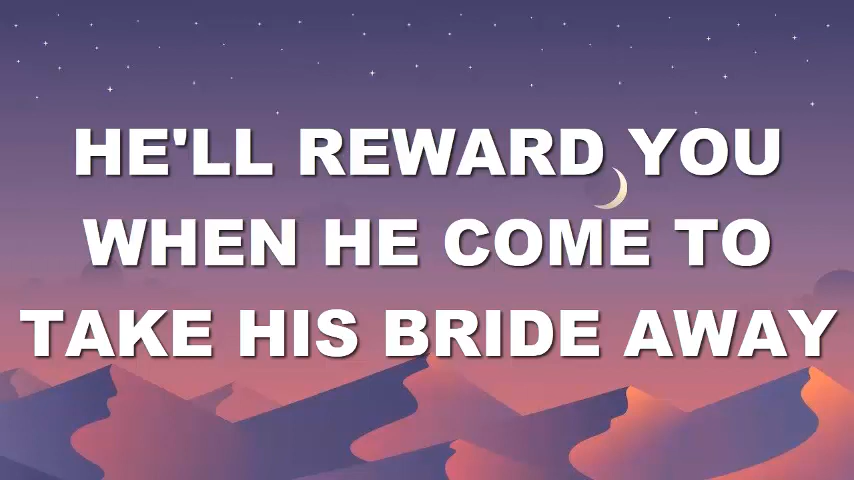 HE'LL REWARD YOU
WHEN HE COME TO
TAKE HIS BRIDE AWAY